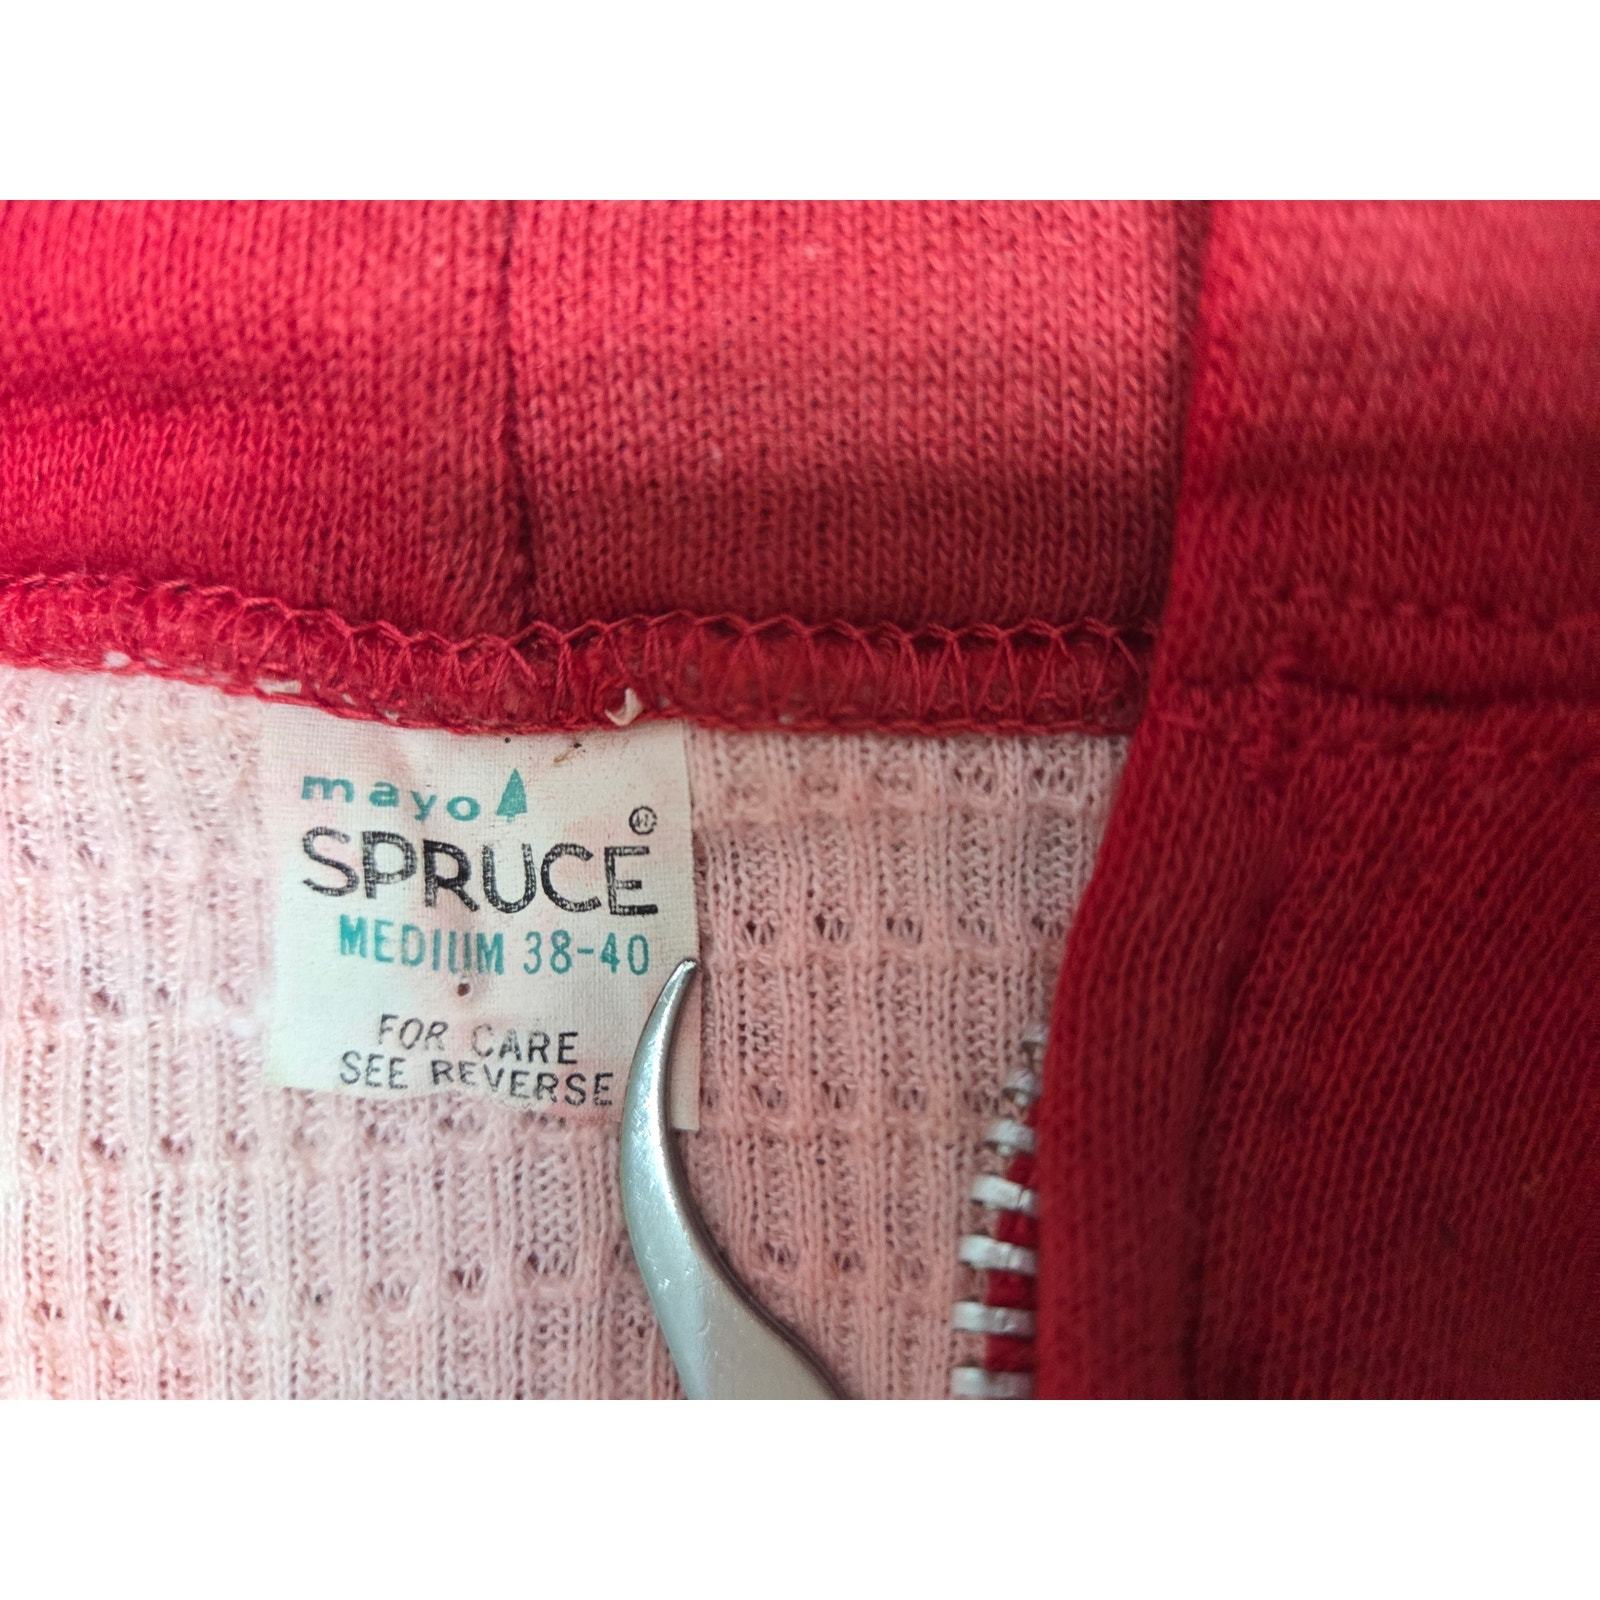 mayo
SPRUCE®
MEDIUM 38-40
FOR CARE
SEE REVERSE